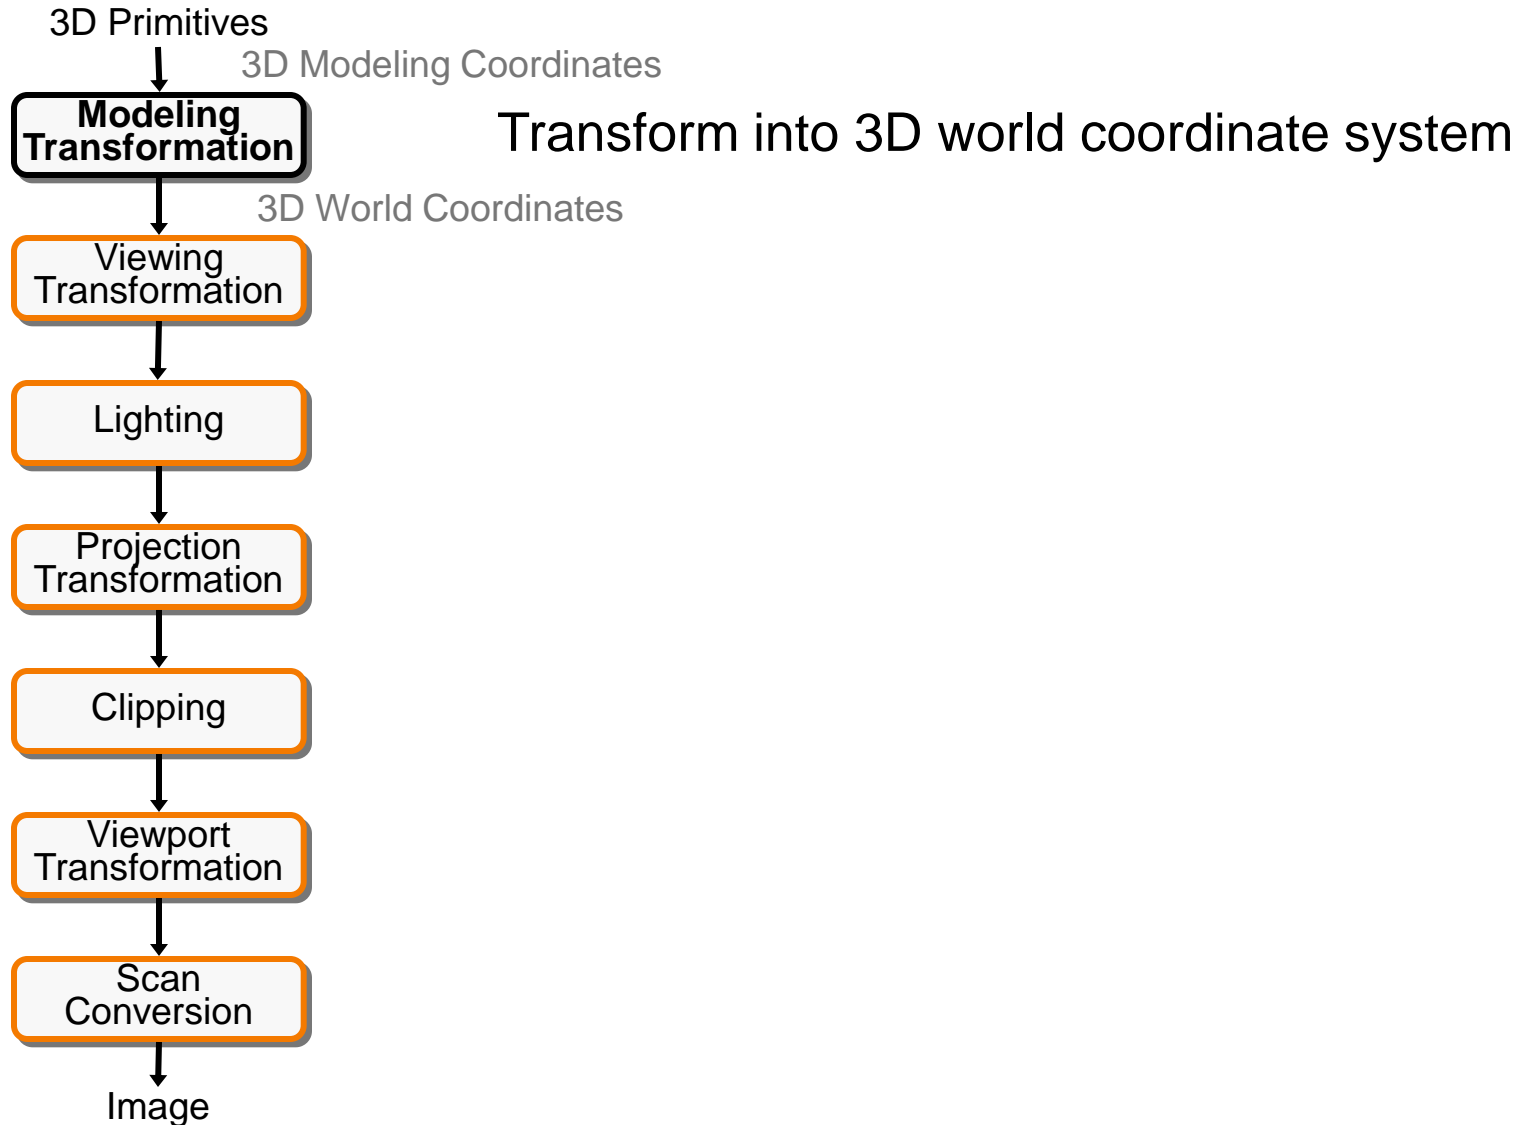 3D Primitives
3D Modeling Coordinates
Modeling
Transformation
Transform into 3D world coordinate system
3D World Coordinates
Viewing
Transformation
Lighting
Projection
Transformation
Clipping
Viewport
Transformation
Scan
Conversion
Image